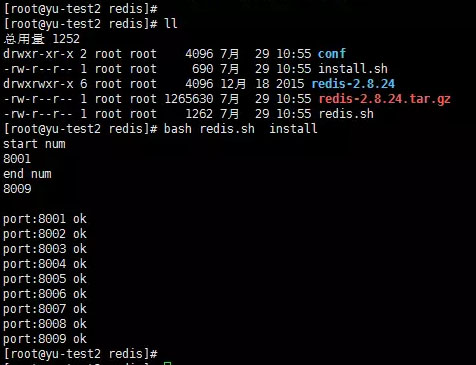 [root@yu-test2 redis]#
[root@yu-test2 redis]# ll
总用量 1252
drwxr-xr-x 2 root root    4096 7月  29 10:55 conf
-rw-r--r-- 1 root root     690 7月  29 10:55 install.sh
drwxrwxr-x 6 root root    4096 12月 18 2015 redis-2.8.24
-rw-r--r-- 1 root root 1265630 7月  29 10:55 redis-2.8.24.tar.gz
-rw-r--r-- 1 root root    1262 7月  29 10:55 redis.sh
[root@yu-test2 redis]# bash redis.sh  install
start num
8001
end num
8009
port:8001 ok
port:8002 ok
port:8003 ok
port:8004 ok
port:8005 ok
port:8006 ok
port:8007 ok
port:8008 ok
port:8009 ok
[root@yu-test2 redis]#